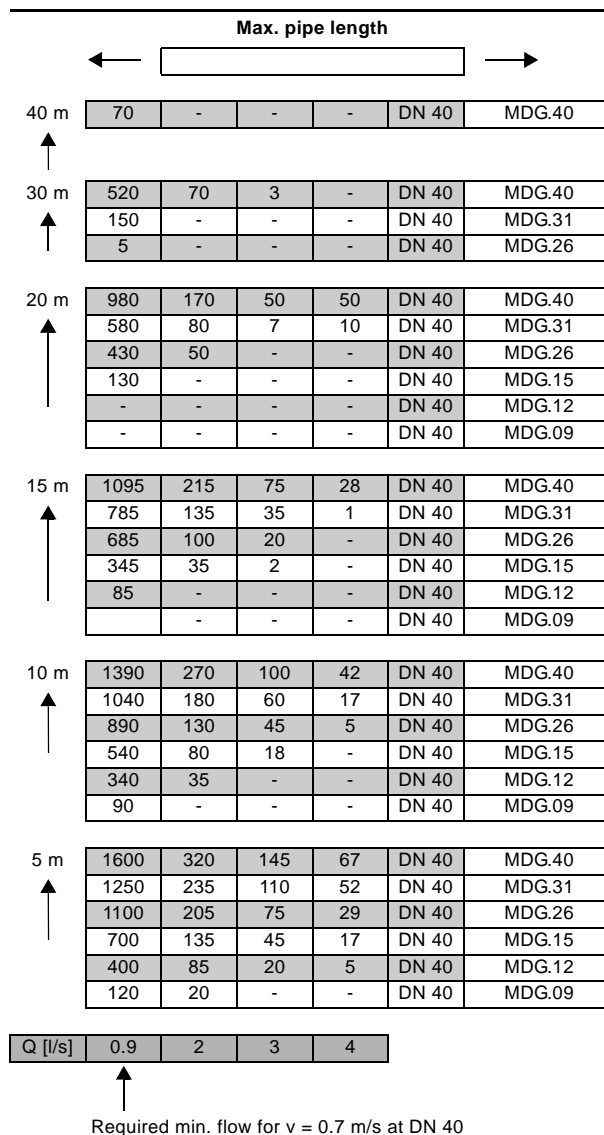 Max. pipe length
40 m 70 - - - DN 40 MDG.40
30 m 520 70 3 - DN 40 MDG.40
150 - - - DN 40 MDG.31
5 - - - DN 40 MDG.26
20 m 980 170 50 50 DN 40 MDG.40
580 80 7 10 DN 40 MDG.31
430 50 - - DN 40 MDG.26
130 - - - DN 40 MDG.15
- - - - DN 40 MDG.12
- - - - DN 40 MDG.09
15 m 1095 215 75 28 DN 40 MDG.40
785 135 35 1 DN 40 MDG.31
685 100 20 - DN 40 MDG.26
345 35 2 - DN 40 MDG.15
85 - - - DN 40 MDG.12
- - - DN 40 MDG.09
10 m 1390 270 100 42 DN 40 MDG.40
1040 180 60 17 DN 40 MDG.31
890 130 45 5 DN 40 MDG.26
540 80 18 - DN 40 MDG.15
340 35 - - DN 40 MDG.12
90 - - - DN 40 MDG.09
5 m 1600 320 145 67 DN 40 MDG.40
1250 235 110 52 DN 40 MDG.31
1100 205 75 29 DN 40 MDG.26
700 135 45 17 DN 40 MDG.15
400 85 20 5 DN 40 MDG.12
120 20 - - DN 40 MDG.09
Q [l/s] 0.9 2 3 4
Required min. flow for v = 0.7 m/s at DN 40